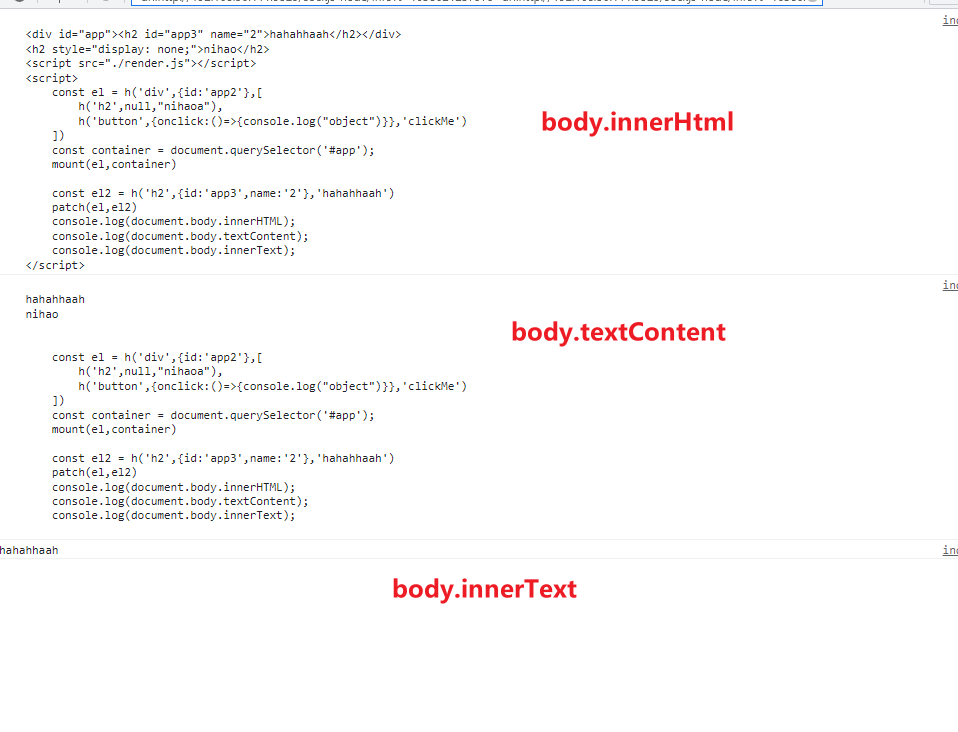 in
<div id="app"><h2 id="app3" name="2">hahahhaah</h2></div>
<h2 style="display: none;">nihao</h2>
<script src="./render.js"></script>
<script>
    const el = h('div',{id:'app2'},[
        h('h2',null,"nihaoa"),
        h('button',{onclick:()=>{console.log("object")}},'clickMe')
    ])
    const container = document.querySelector('#app');
    mount(el,container)
    const el2 = h('h2',{id:'app3',name:'2'},'hahahhaah')
    patch(el,el2)
    console.log(document.body.innerHTML);
    console.log(document.body.textContent);
    console.log(document.body.innerText);
</script>
body.innerHtml
in
hahahhaah
nihao
    const el = h('div',{id:'app2'},[
        h('h2',null,"nihaoa"),
        h('button',{onclick:()=>{console.log("object")}},'clickMe')
    ])
    const container = document.querySelector('#app');
    mount(el,container)
    const el2 = h('h2',{id:'app3',name:'2'},'hahahhaah')
    patch(el,el2)
    console.log(document.body.innerHTML);
    console.log(document.body.textContent);
    console.log(document.body.innerText);
body.textContent
hahahhaah
in
body.innerText